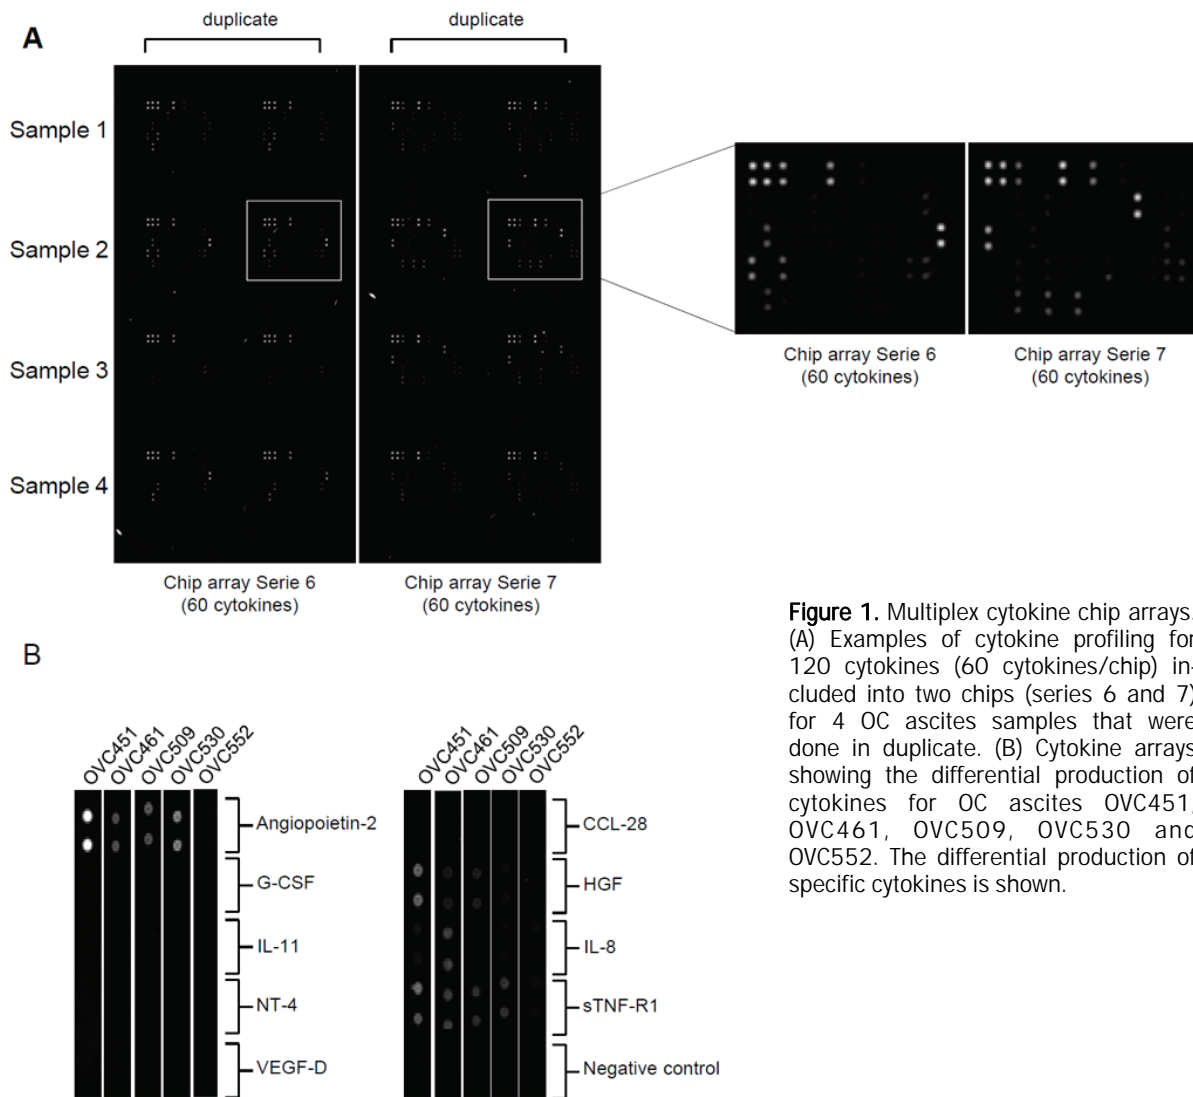 A
duplicate
duplicate
Sample 1
Sample 2
Sample 3
Sample 4
Chip array Serie 6
(60 cytokines)
Chip array Serie 7
(60 cytokines)
Chip array Serie 6
(60 cytokines)
Chip array Serie 7
(60 cytokines)
B
OVC451
OVC461
OVC509
OVC530
OVC552
Angiopoietin-2
G-CSF
IL-11
NT-4
VEGF-D
OVC451
OVC461
OVC509
OVC530
OVC552
CCL-28
HGF
IL-8
sTNF-R1
Negative control
Figure 1. Multiplex cytokine chip arrays.
(A) Examples of cytokine profiling for
120 cytokines (60 cytokines/chip) in-
cluded into two chips (series 6 and 7)
for 4 OC ascites samples that were
done in duplicate. (B) Cytokine arrays
showing the differential production of
cytokines for OC ascites OVC451,
OVC461, OVC509, OVC530 and
OVC552. The differential production of
specific cytokines is shown.